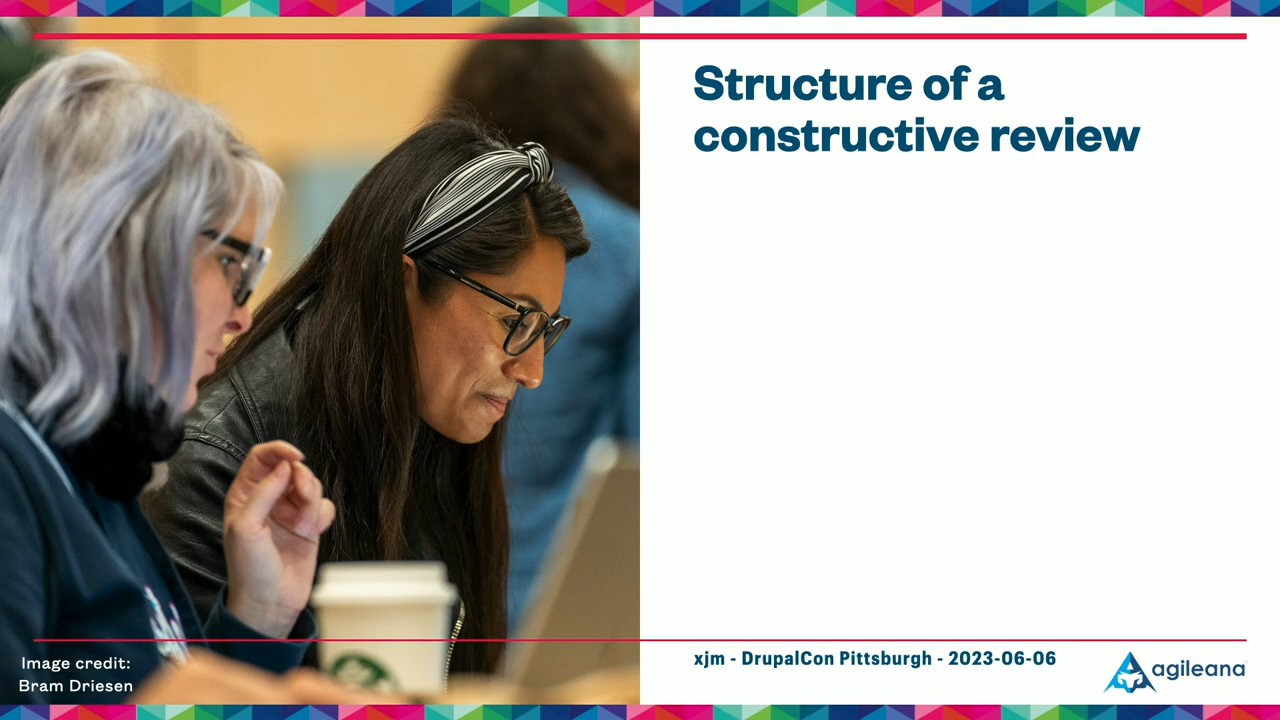 Structure of a
constructive review
Image credit:
Bram Driesen
xjm - DrupalCon Pittsburgh - 2023-06-06
agileana